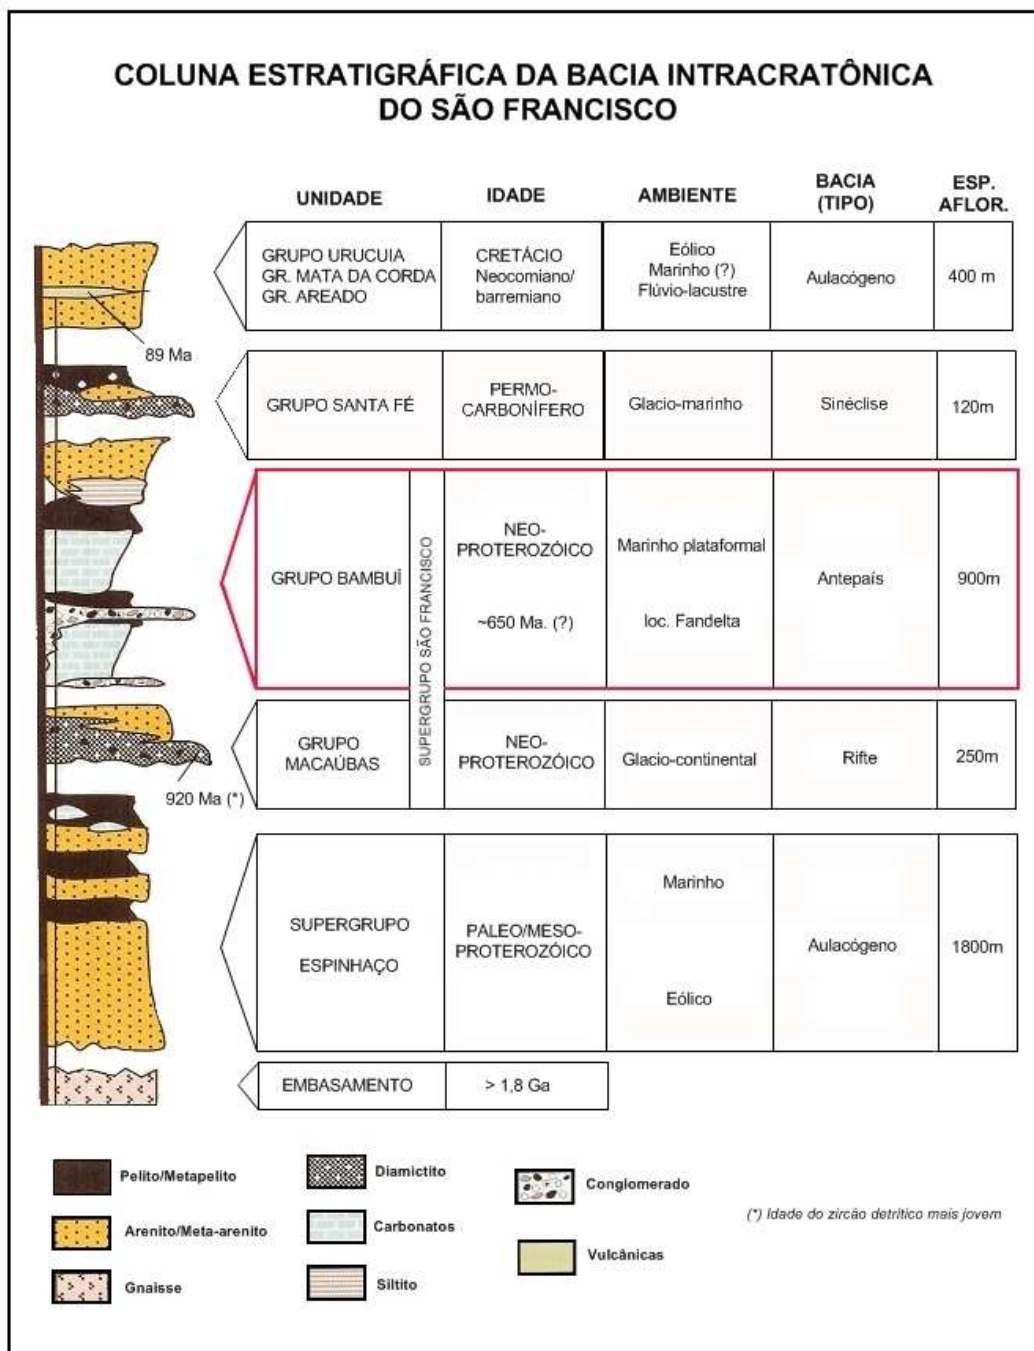 COLUNA ESTRATIGRÁFICA DA BACIA INTRACRATÔNICA
DO SÃO FRANCISCO
UNIDADE
IDADE
AMBIENTE
BACIA
(TIPO)
ESP.
AFLOR.
GRUPO URUCUIA
GR. MATA DA CORDA
GR. AREADO
CRETÁCIO
Neocomiano/
barremiano
Eólico
Marinho (?)
Flúvio-lacustre
Aulacógeno
400 m
89 Ma
GRUPO SANTA FÉ
PERMO-
CARBONÍFERO
Glacio-marinho
Sinéclise
120m
GRUPO BAMBUÍ
SUPERGRUPO SÃO FRANCISCO
NEO-
PROTEROZÓICO
~650 Ma. (?)
Marinho plataformal
loc. Fandelta
Antepaís
900m
GRUPO
MACAÚBAS
NEO-
PROTEROZÓICO
Glacio-continental
Rifte
250m
920 Ma (*)
SUPERGRUPO
ESPINHAÇO
PALEO/MESO-
PROTEROZÓICO
Marinho
Eólico
Aulacógeno
1800m
EMBASAMENTO
> 1,8 Ga
Pelito/Metapelito
Arenito/Meta-arenito
Gnaisse
Diamictito
Carbonatos
Siltito
Conglomerado
Vulcânicas
(*) Idade do zircão detrítico mais jovem